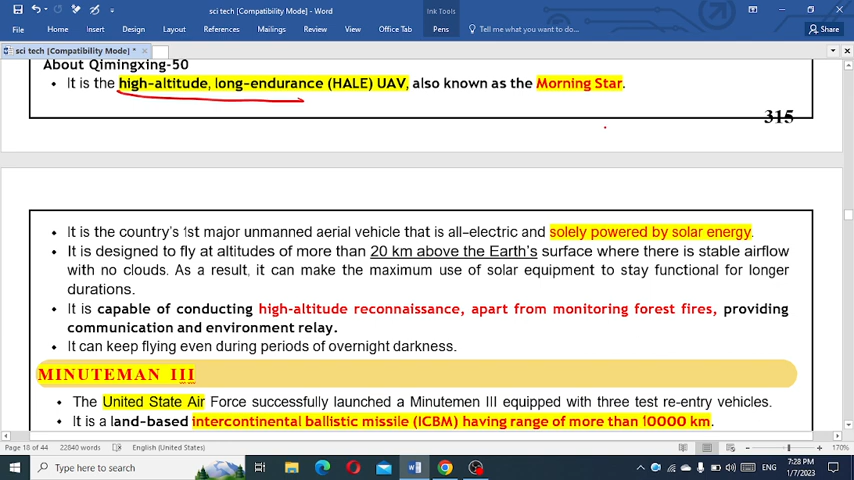 sci tech [Compatibility Mode] - Word
Ink Tools
File Home Insert Design Layout References Mailings Review View Office Tab Pens Tell me what you want to do... Share
sci tech [Compatibility Mode] *
About Qimingxing-50
• It is the high-altitude, long-endurance (HALE) UAV, also known as the Morning Star.
315
• It is the country's 1st major unmanned aerial vehicle that is all-electric and solely powered by solar energy.
• It is designed to fly at altitudes of more than 20 km above the Earth's surface where there is stable airflow
with no clouds. As a result, it can make the maximum use of solar equipment to stay functional for longer
durations.
• It is capable of conducting high-altitude reconnaissance, apart from monitoring forest fires, providing
communication and environment relay.
• It can keep flying even during periods of overnight darkness.
MINUTEMAN III
• The United State Air Force successfully launched a Minutemen III equipped with three test re-entry vehicles.
• It is a land-based intercontinental ballistic missile (ICBM) having range of more than 10000 km.
Page 18 of 44 22840 words English (United States) 170%
Type here to search ENG 7:28 PM
1/7/2023